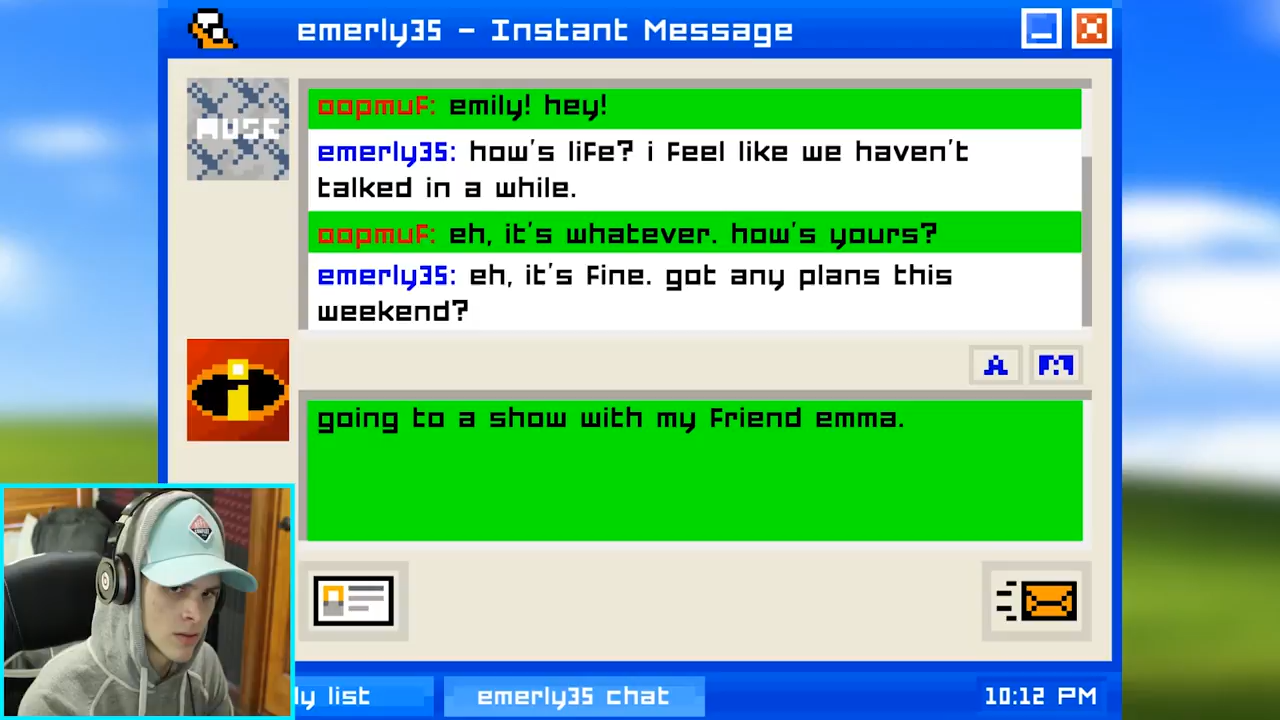 emerly35 - Instant Message
MUSE
oopmuf: emily! hey!
emerly35: how's life? i feel like we haven't
talked in a while.
oopmuf: eh, it's whatever. how's yours?
emerly35: eh, it's fine. got any plans this
weekend?
A
going to a show with my friend emma.
list
emerly35 chat
10:12 PM